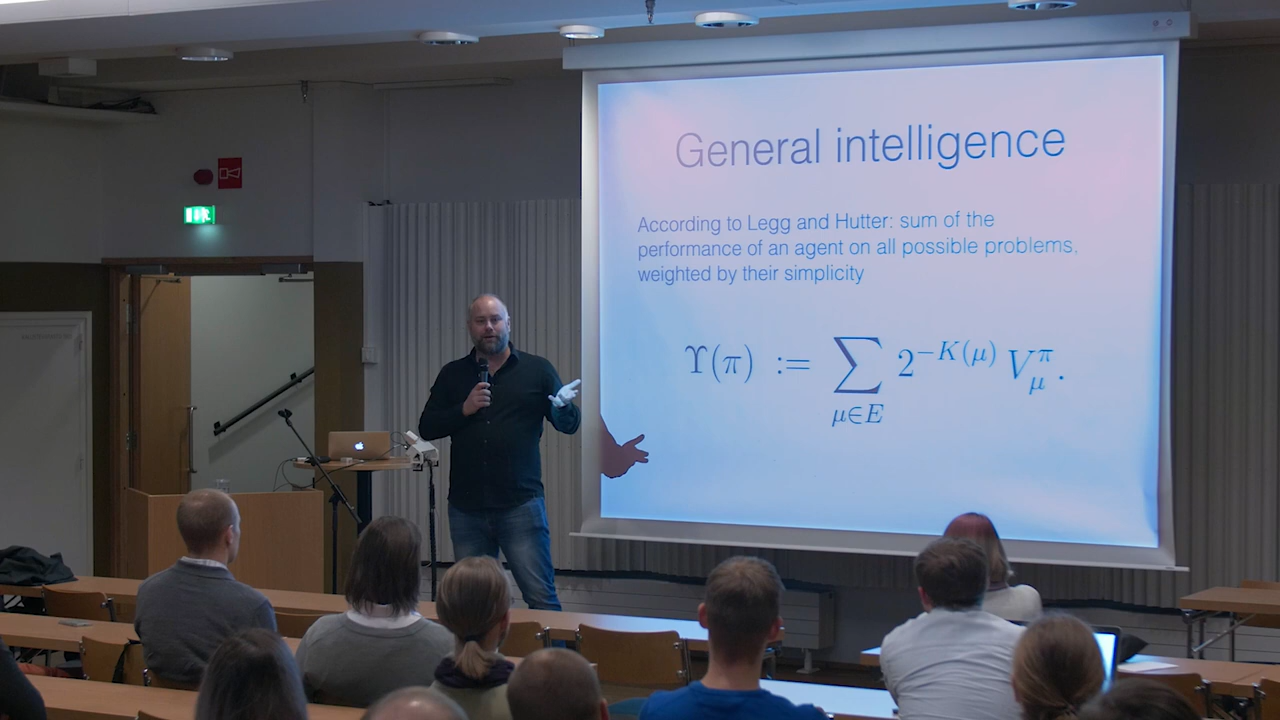 General intelligence
According to Legg and Hutter: sum of the
performance of an agent on all possible problems,
weighted by their simplicity
ϒ(π) := ∑ 2^{-K(μ)} V_μ^π.
μ∈E